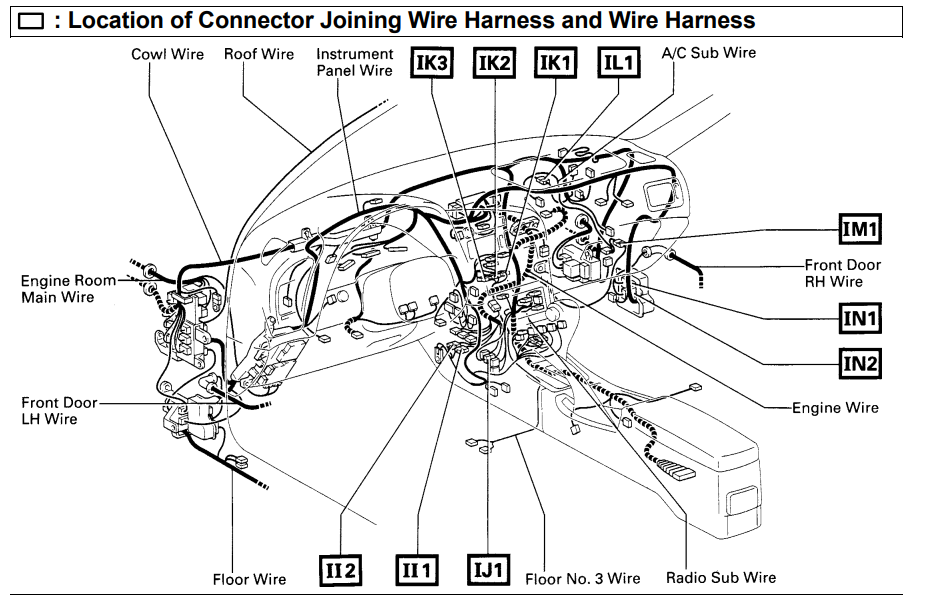 : Location of Connector Joining Wire Harness and Wire Harness
Cowl Wire
Roof Wire
Instrument
Panel Wire
IK3
IK2
IK1
IL1
A/C Sub Wire
IM1
Engine Room
Main Wire
Front Door
RH Wire
IN1
IN2
Front Door
LH Wire
Engine Wire
Floor Wire
II2
II1
IJ1
Floor No. 3 Wire
Radio Sub Wire